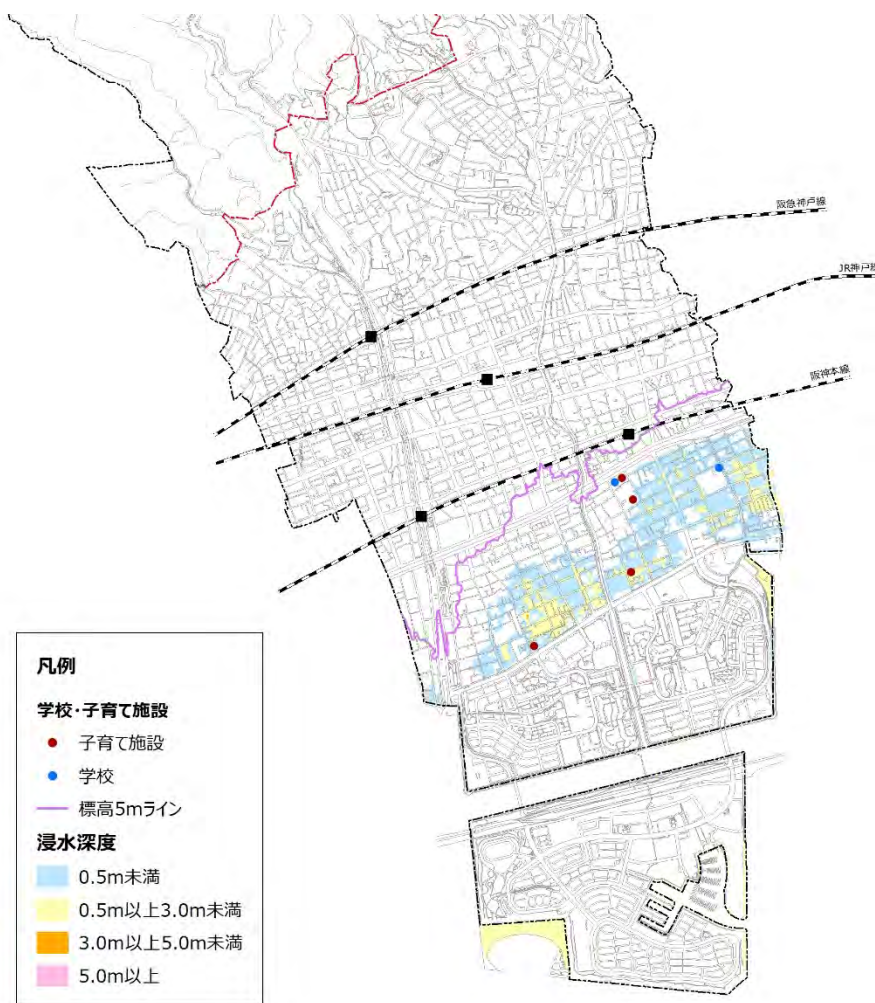 阪急神戸線
JR神戸線
阪神本線
凡例
学校・子育て施設
子育て施設
学校
標高5mライン
浸水深度
0.5m未満
0.5m以上3.0m未満
3.0m以上5.0m未満
5.0m以上